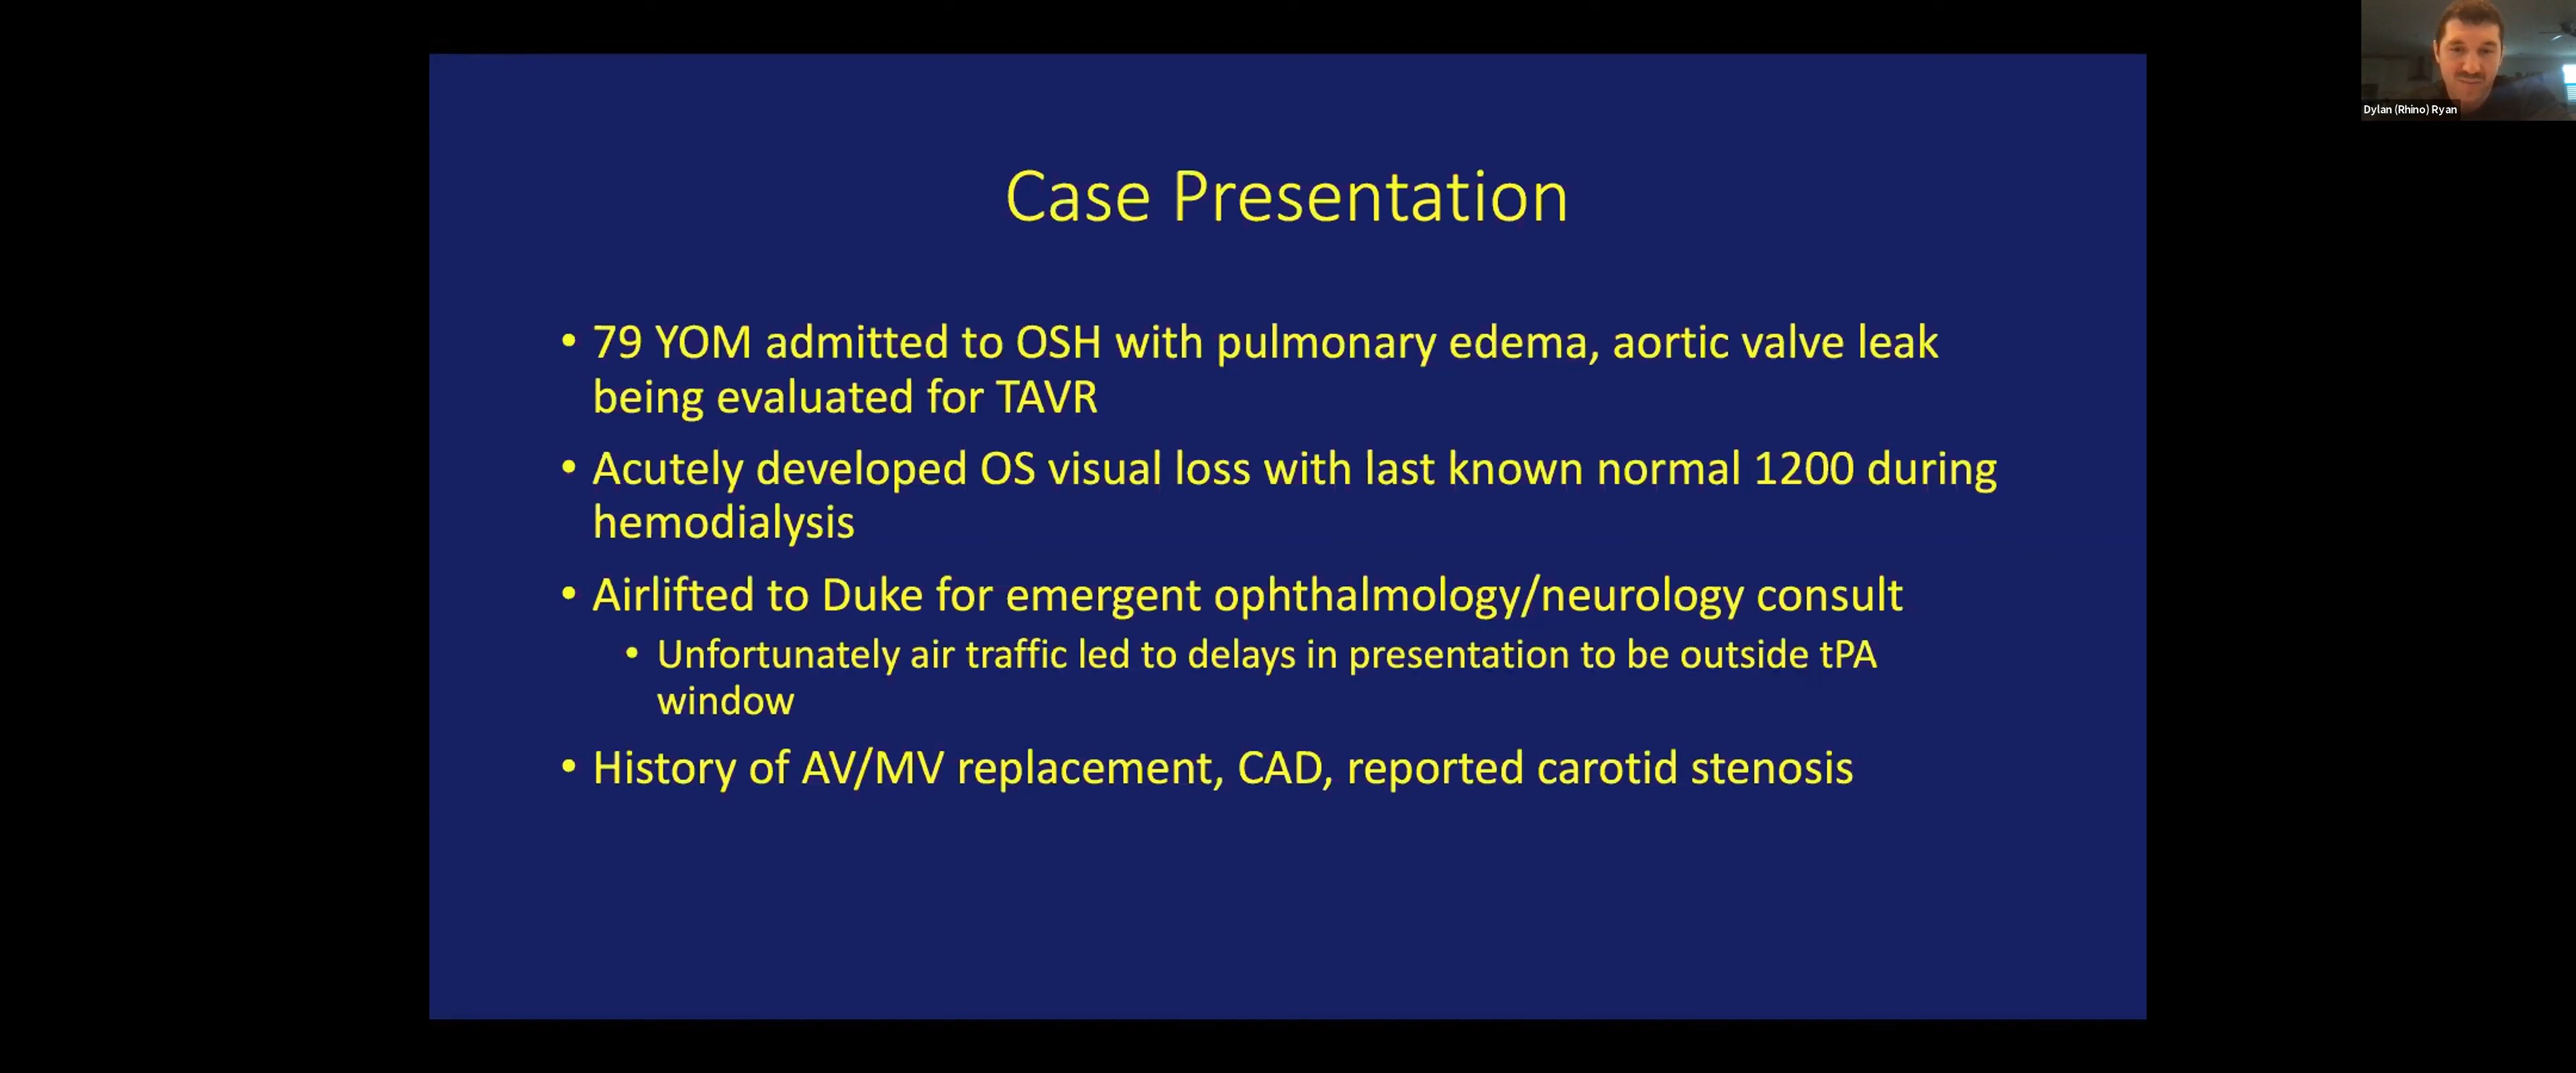 Dylan (Rhino) Ryan
Case Presentation
• 79 YOM admitted to OSH with pulmonary edema, aortic valve leak
being evaluated for TAVR
• Acutely developed OS visual loss with last known normal 1200 during
hemodialysis
• Airlifted to Duke for emergent ophthalmology/neurology consult
• Unfortunately air traffic led to delays in presentation to be outside tPA
window
• History of AV/MV replacement, CAD, reported carotid stenosis